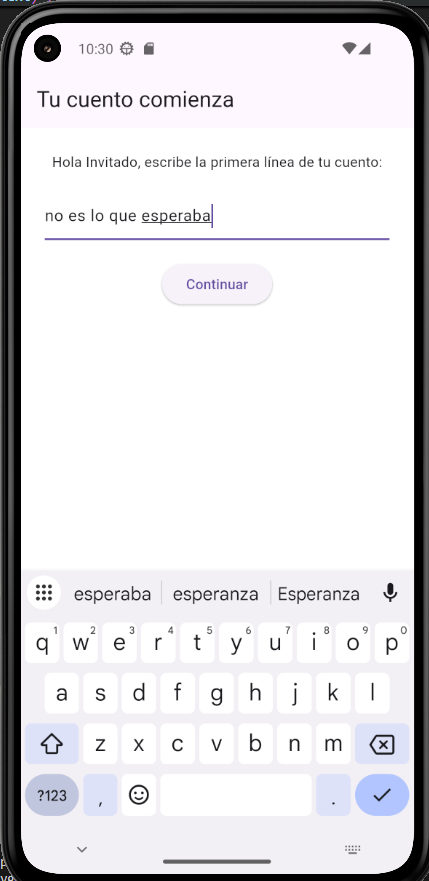 10:30
Tu cuento comienza
Hola Invitado, escribe la primera línea de tu cuento:
no es lo que esperaba
Continuar
esperaba esperanza Esperanza
q1 w2 e3 r4 t5 y6 u7 i8 o9 p0
a s d f g h j k l
z x c v b n m
?123 , .